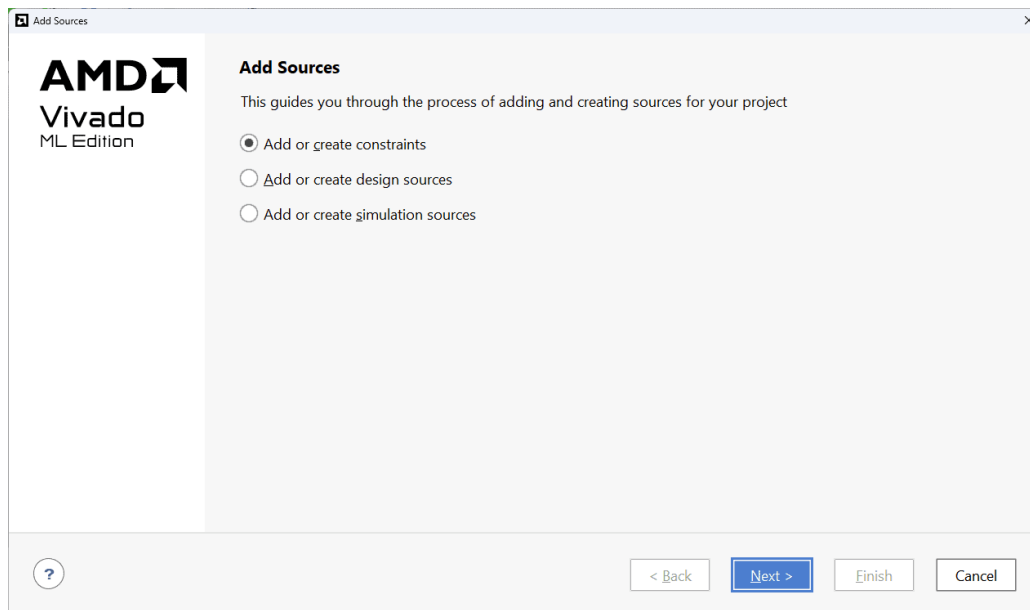 Add Sources
AMD
Vivado
ML Edition
Add Sources
This guides you through the process of adding and creating sources for your project
Add or create constraints
Add or create design sources
Add or create simulation sources
?
< Back
Next >
Finish
Cancel